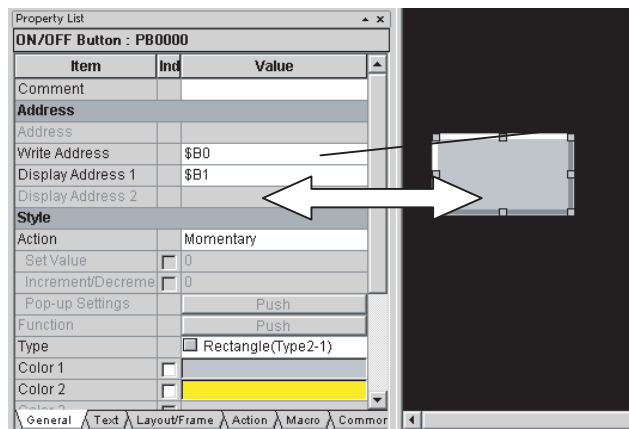 Property List
ON/OFF Button : PB0000
Item Ind Value
Comment
Address
Address
Write Address $B0
Display Address 1 $B1
Display Address 2
Style
Action Momentary
Set Value 0
Increment/Decreme 0
Pop-up Settings Push
Function Push
Type Rectangle(Type2-1)
Color 1
Color 2
General Text Layout/Frame Action Macro Commor